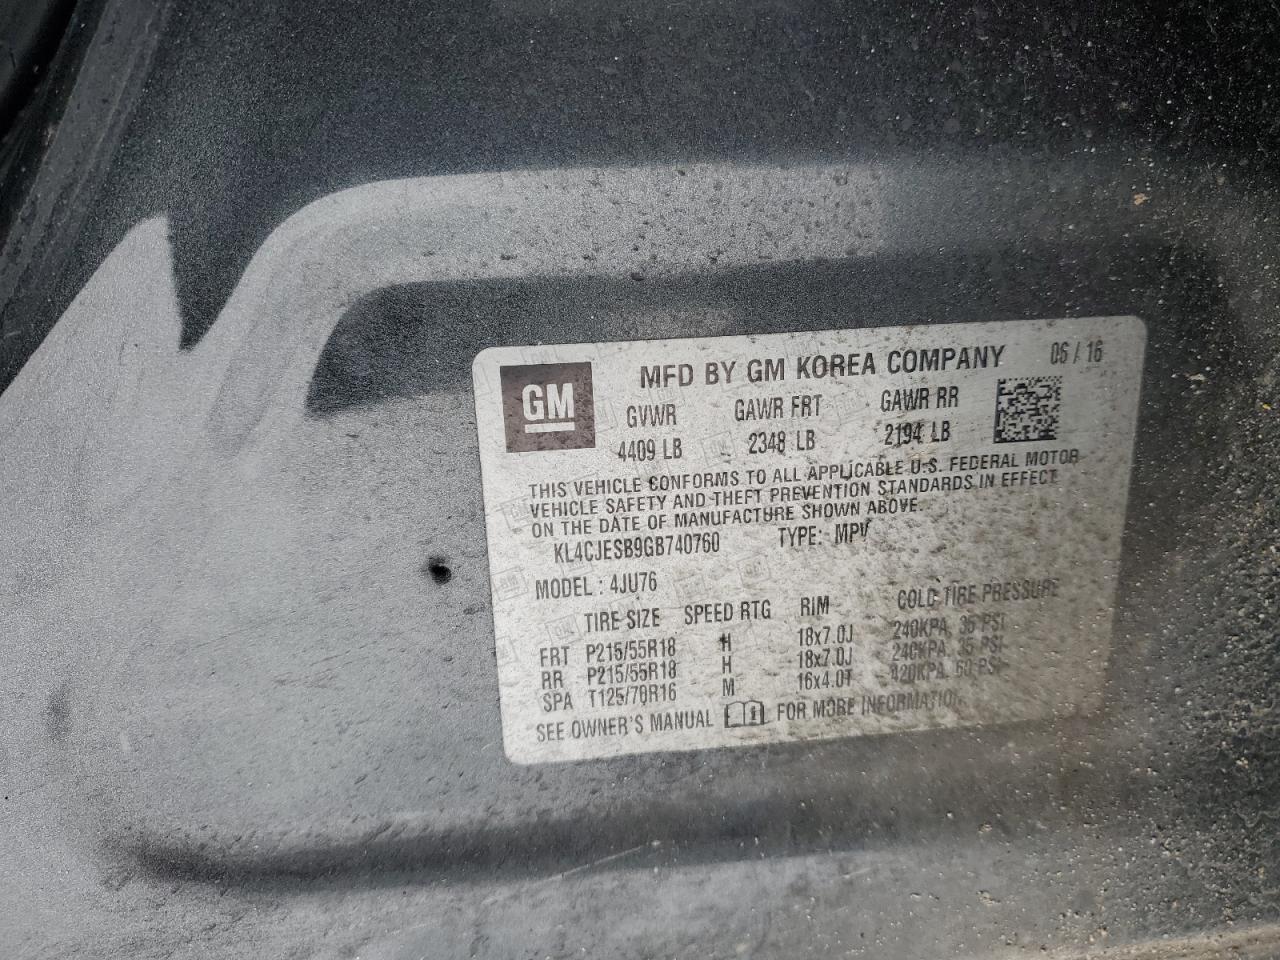 GM
MFD BY GM KOREA COMPANY 06 / 16
GVWR GAWR FRT GAWR RR
4409 LB 2348 LB 2194 LB
THIS VEHICLE CONFORMS TO ALL APPLICABLE U.S. FEDERAL MOTOR
VEHICLE SAFETY AND THEFT PREVENTION STANDARDS IN EFFECT
ON THE DATE OF MANUFACTURE SHOWN ABOVE.
KL4CJESB9GB740760 TYPE: MPV
MODEL : 4JU76
TIRE SIZE SPEED RTG RIM COLD TIRE PRESSURE
FRT P215/55R18 H 18x7.0J 240KPA, 35 PSI
RR P215/55R18 H 18x7.0J 240KPA, 35 PSI
SPA T125/70R16 M 16x4.0T 420KPA, 60 PSI
SEE OWNER'S MANUAL FOR MORE INFORMATION.